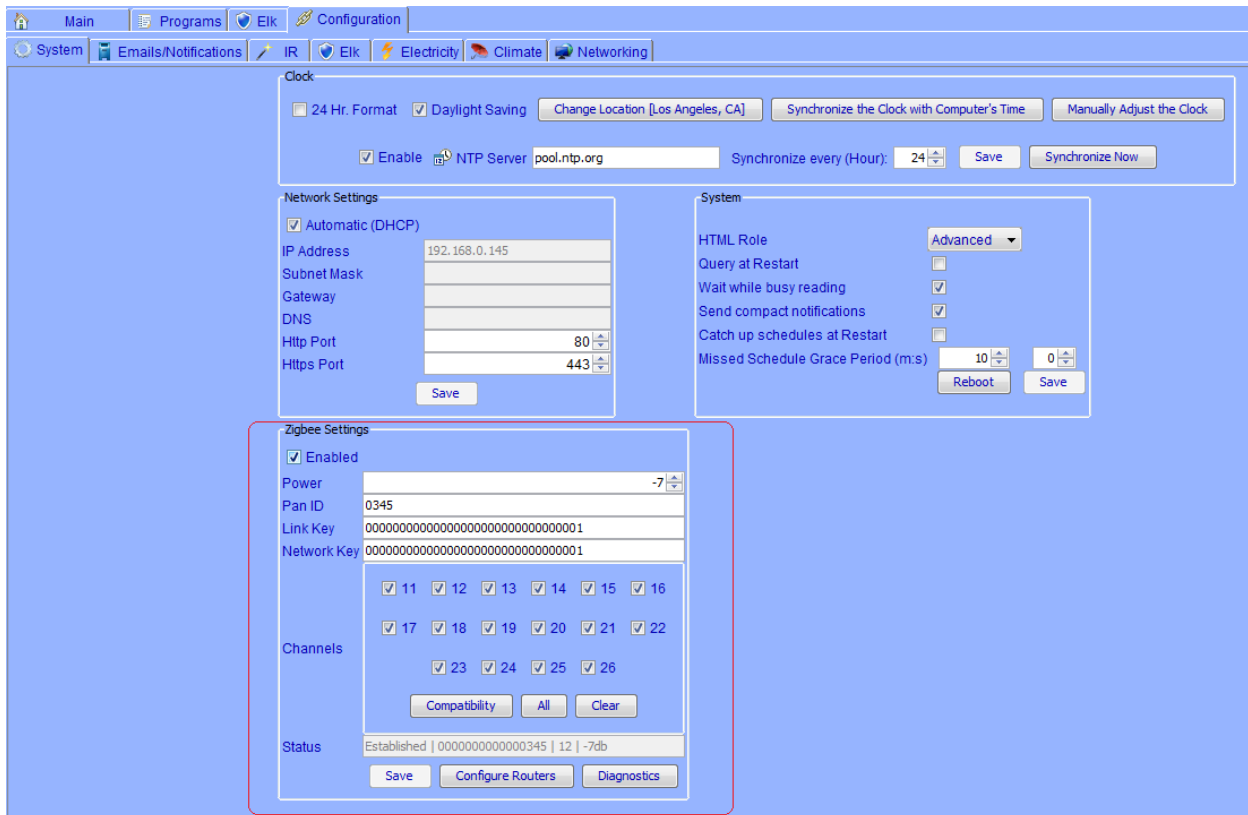 Main Programs Elk Configuration
System Emails/Notifications IR Elk Electricity Climate Networking
Clock
24 Hr. Format Daylight Saving Change Location [Los Angeles, CA] Synchronize the Clock with Computer's Time Manually Adjust the Clock
Enable NTP Server pool.ntp.org Synchronize every (Hour): 24 Save Synchronize Now
Network Settings
Automatic (DHCP)
IP Address 192.168.0.145
Subnet Mask
Gateway
DNS
Http Port 80
Https Port 443
Save
System
HTML Role Advanced
Query at Restart
Wait while busy reading
Send compact notifications
Catch up schedules at Restart
Missed Schedule Grace Period (m:s) 10 0
Reboot Save
Zigbee Settings
Enabled
Power -7
Pan ID 0345
Link Key 00000000000000000000000000000001
Network Key 00000000000000000000000000000001
11 12 13 14 15 16
17 18 19 20 21 22
Channels
23 24 25 26
Compatibility All Clear
Status Established | 0000000000000345 | 12 | -7db
Save Configure Routers Diagnostics